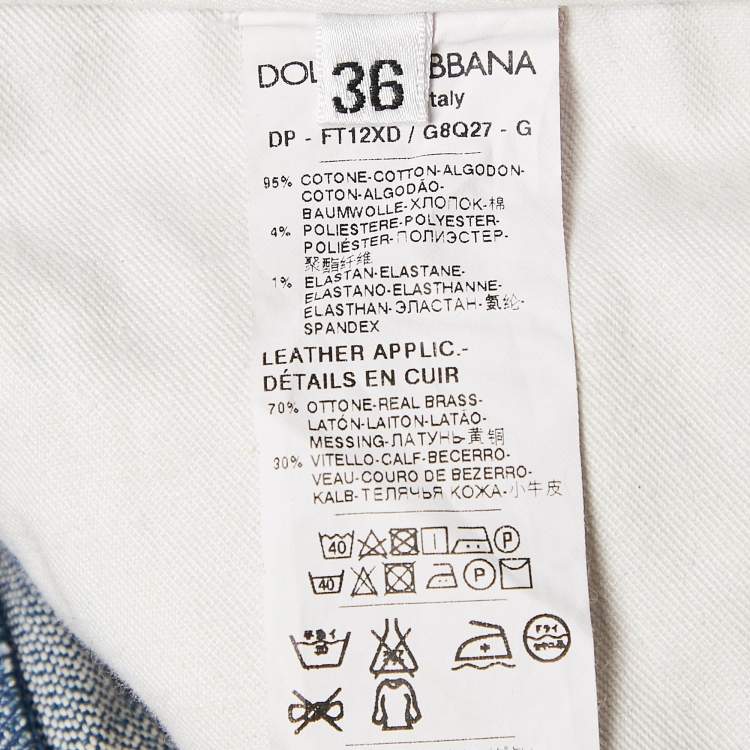 36
DOL BBANA
taly
DP - FT12XD / G8Q27 - G
95% COTONE-COTTON-ALGODON-
COTON-ALGODÃO-
BAUMWOLLE-ХЛОПОК-棉
4% POLIESTERE-POLYESTER-
POLIÉSTER-ПОЛИЭСТЕР-
聚酯纤维
1% ELASTAN-ELASTANE-
ELASTANO-ELASTHANNE-
ELASTHAN-ЭЛАСТАН-氨纶-
SPANDEX
LEATHER APPLIC.-
DÉTAILS EN CUIR
70% OTTONE-REAL BRASS-
LATÓN-LAITON-LATÃO-
MESSING-ЛАТУНЬ-黄铜
30% VITELLO-CALF-BECERRO-
VEAU-COURO DE BEZERRO-
KALB-ТЕЛЯЧЬЯ КОЖА-小牛皮
40 P
40 P
ドライ